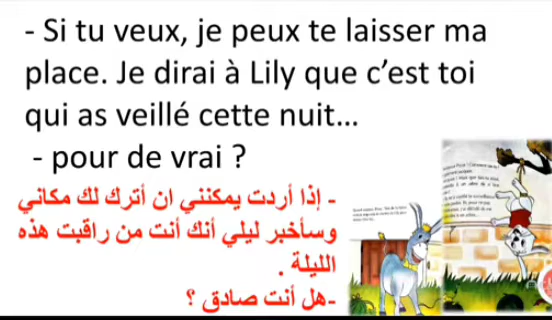 - Si tu veux, je peux te laisser ma
place. Je dirai à Lily que c’est toi
qui as veillé cette nuit...
- pour de vrai ?
- إذا أردت يمكنني ان أترك لك مكاني
وسأخبر ليلي أنك أنت من راقبت هذه
الليلة .
-هل أنت صادق ؟